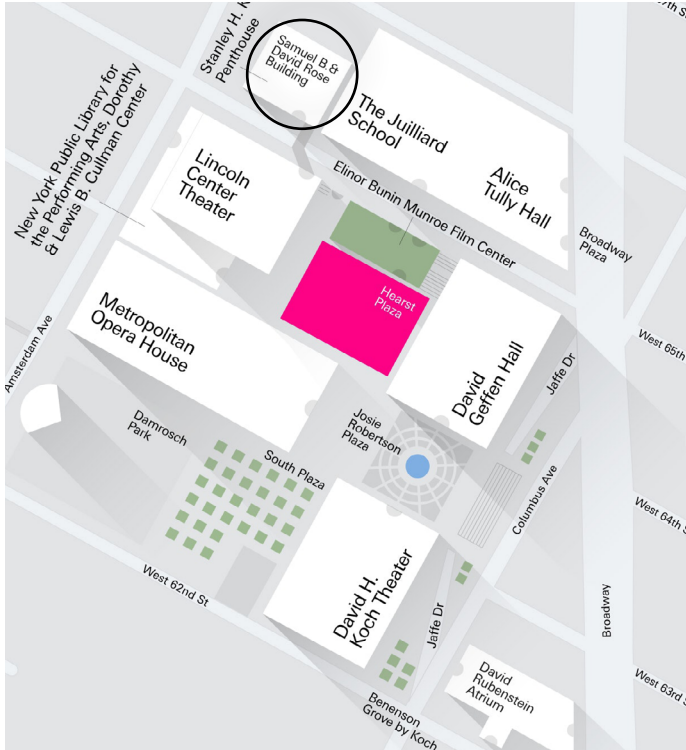 7th S
Stanley H. K
Penthouse
Samuel B. &
David Rose
Building
New York Public Library for
the Performing Arts, Dorothy
& Lewis B. Cullman Center
The Juilliard
School
Alice
Tully Hall
Lincoln
Center
Theater
Elinor Bunin Munroe Film Center
Broadway
Plaza
Hearst
Plaza
Metropolitan
Opera House
West 65th
Amsterdam Ave
David
Geffen Hall
Jaffe Dr
Damrosch
Park
Josie
Robertson
Plaza
South Plaza
Columbus Ave
West 64th S
West 62nd St
David H.
Koch Theater
Jaffe Dr
Broadway
David
Rubenstein
Atrium
West 63rd S
Benenson
Grove by Koch